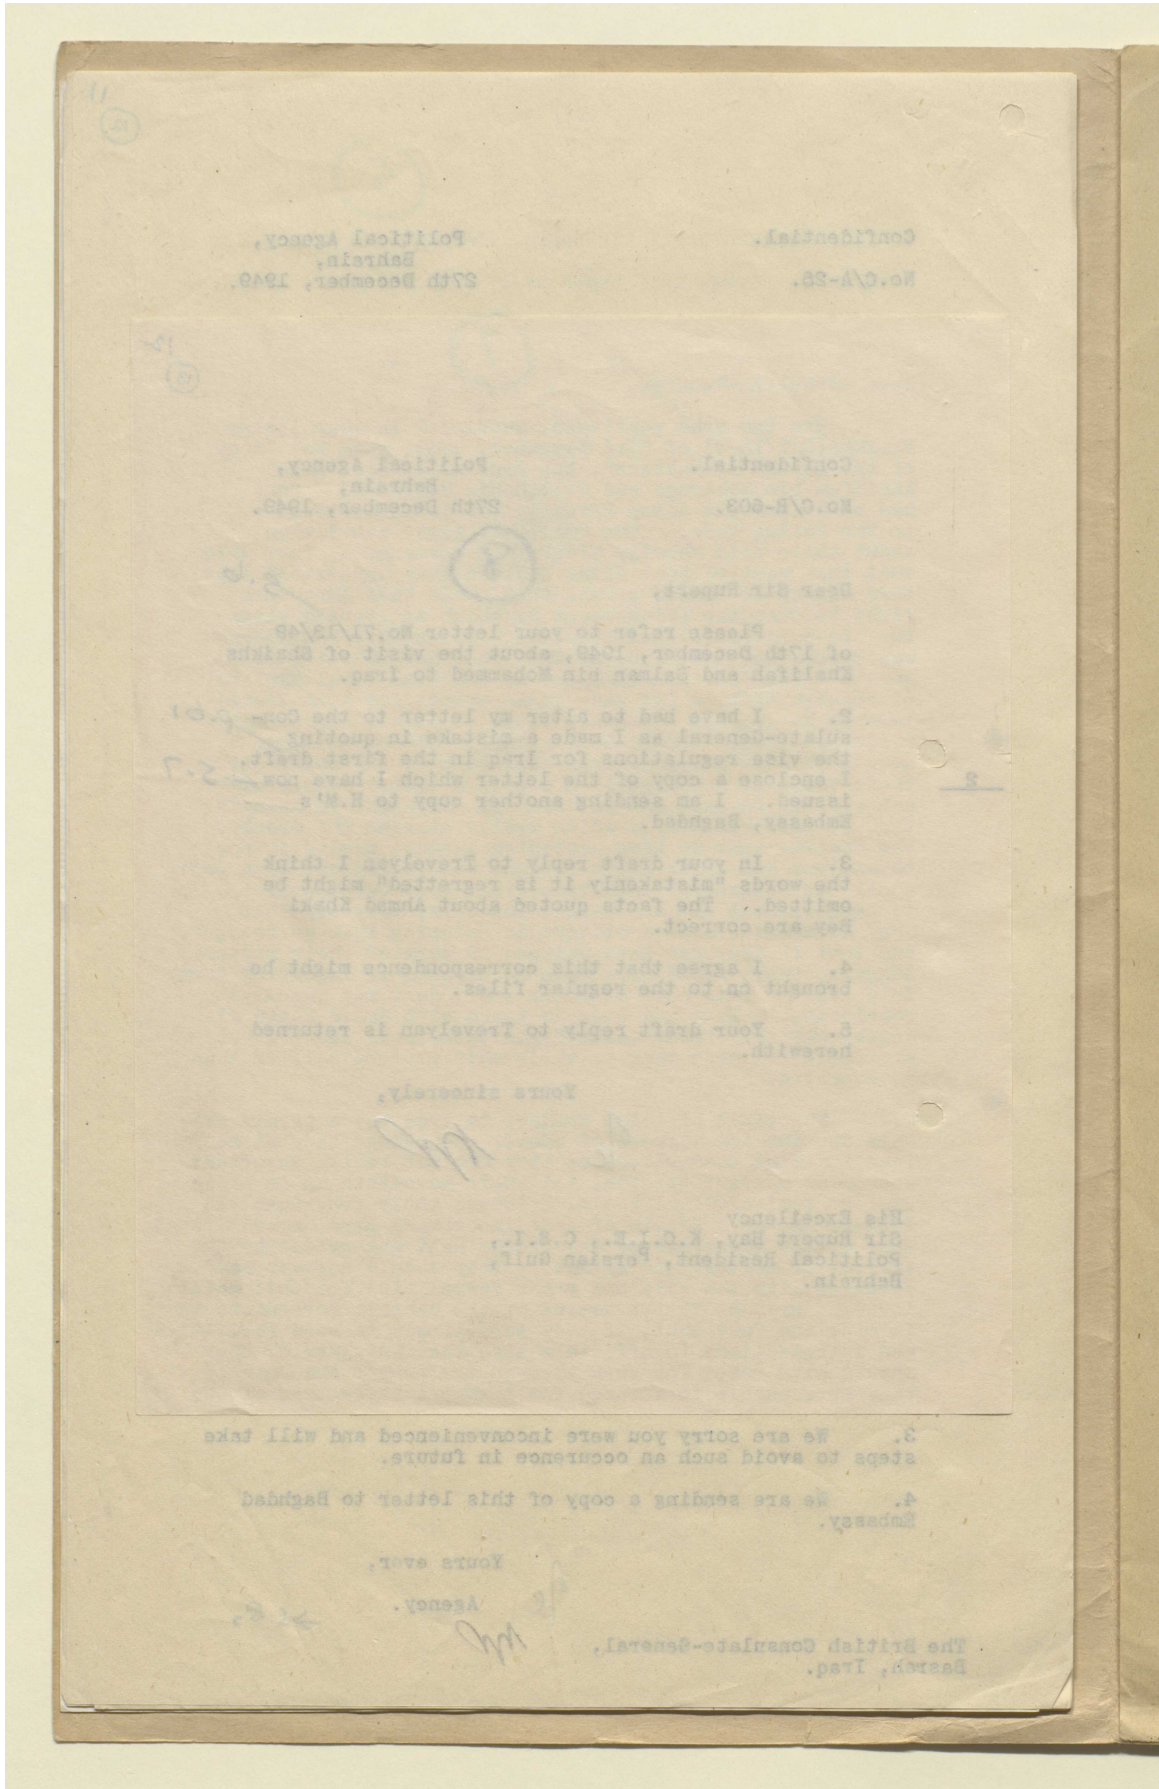 11
12
Confidential.
Political Agency,
Bahrain,
No.C/A-25.
27th December, 1949.
12
13
Confidential.
Political Agency,
Bahrain,
No.C/R-603.
27th December, 1949.
8
Dear Sir Rupert,
Please refer to your letter No.71/13/49
of 17th December, 1949, about the visit of Shaikhs
Khalifah and Salman bin Mohammed to Iraq.
2. I have had to alter my letter to the Con-
sulate-General as I made a mistake in quoting
the visa regulations for Iraq in the first draft.
I enclose a copy of the letter which I have now
issued. I am sending another copy to H.M's
Embassy, Baghdad.
2
3. In your draft reply to Trevelyan I think
the words "mistakenly it is regretted" might be
omitted. The facts quoted about Ahmad Khaki
Bey are correct.
4. I agree that this correspondence might be
brought on to the regular files.
5. Your draft reply to Trevelyan is returned
herewith.
Yours sincerely,
His Excellency
Sir Rupert Hay, K.C.I.E., C.S.I.,
Political Resident, Persian Gulf,
Bahrain.
3. We are sorry you were inconvenienced and will take
steps to avoid such an occurence in future.
4. We are sending a copy of this letter to Baghdad
Embassy.
Yours ever,
Agency.
The British Consulate-General,
Basrah, Iraq.